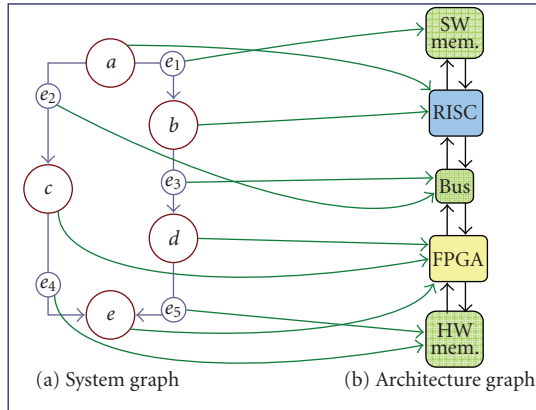 a
e1
SW
mem.
e2
RISC
b
e3
Bus
c
d
FPGA
e4
e5
e
HW
mem.
(a) System graph
(b) Architecture graph